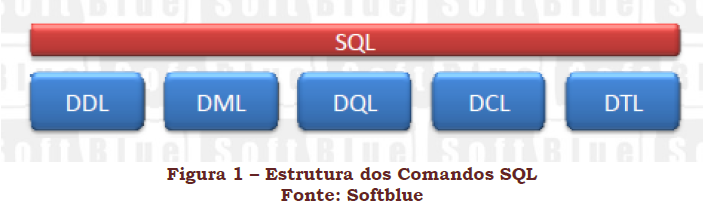 SQL
DDL DML DQL DCL DTL
Figura 1 – Estrutura dos Comandos SQL
Fonte: Softblue